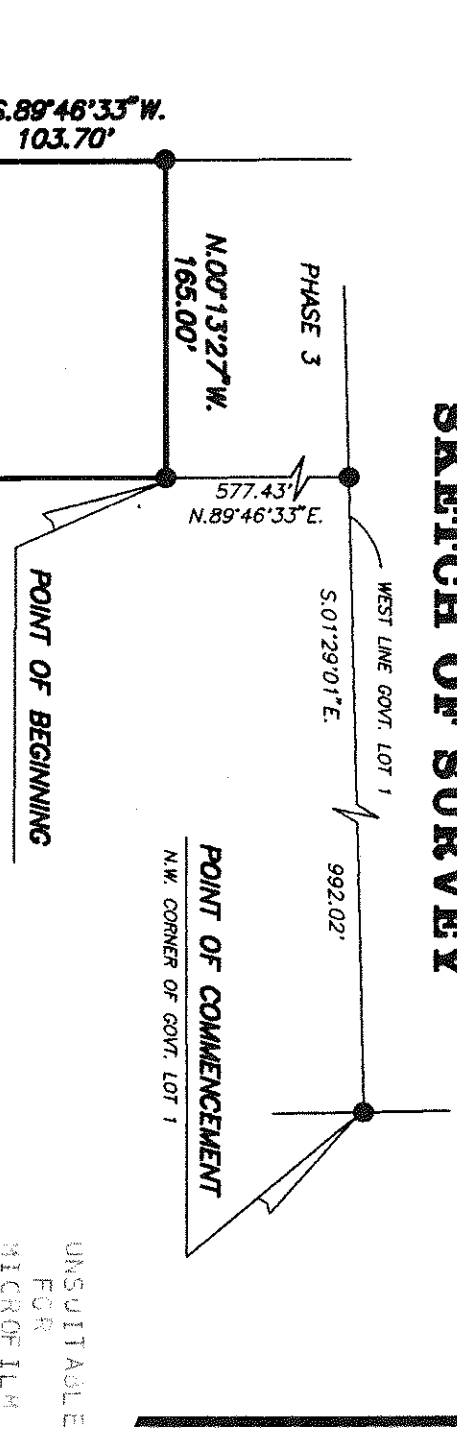 SKETCH OF SURVEY
S.89°46'33"W.
103.70'
N.00°13'27"W.
165.00'
PHASE 3
577.43'
N.89°46'33"E.
WEST LINE GOVT. LOT 1
S.01°29'01"E.
992.02'
POINT OF BEGINNING
POINT OF COMMENCEMENT
N.W. CORNER OF GOVT. LOT 1
UNSUITABLE
FOR
MICROFILM